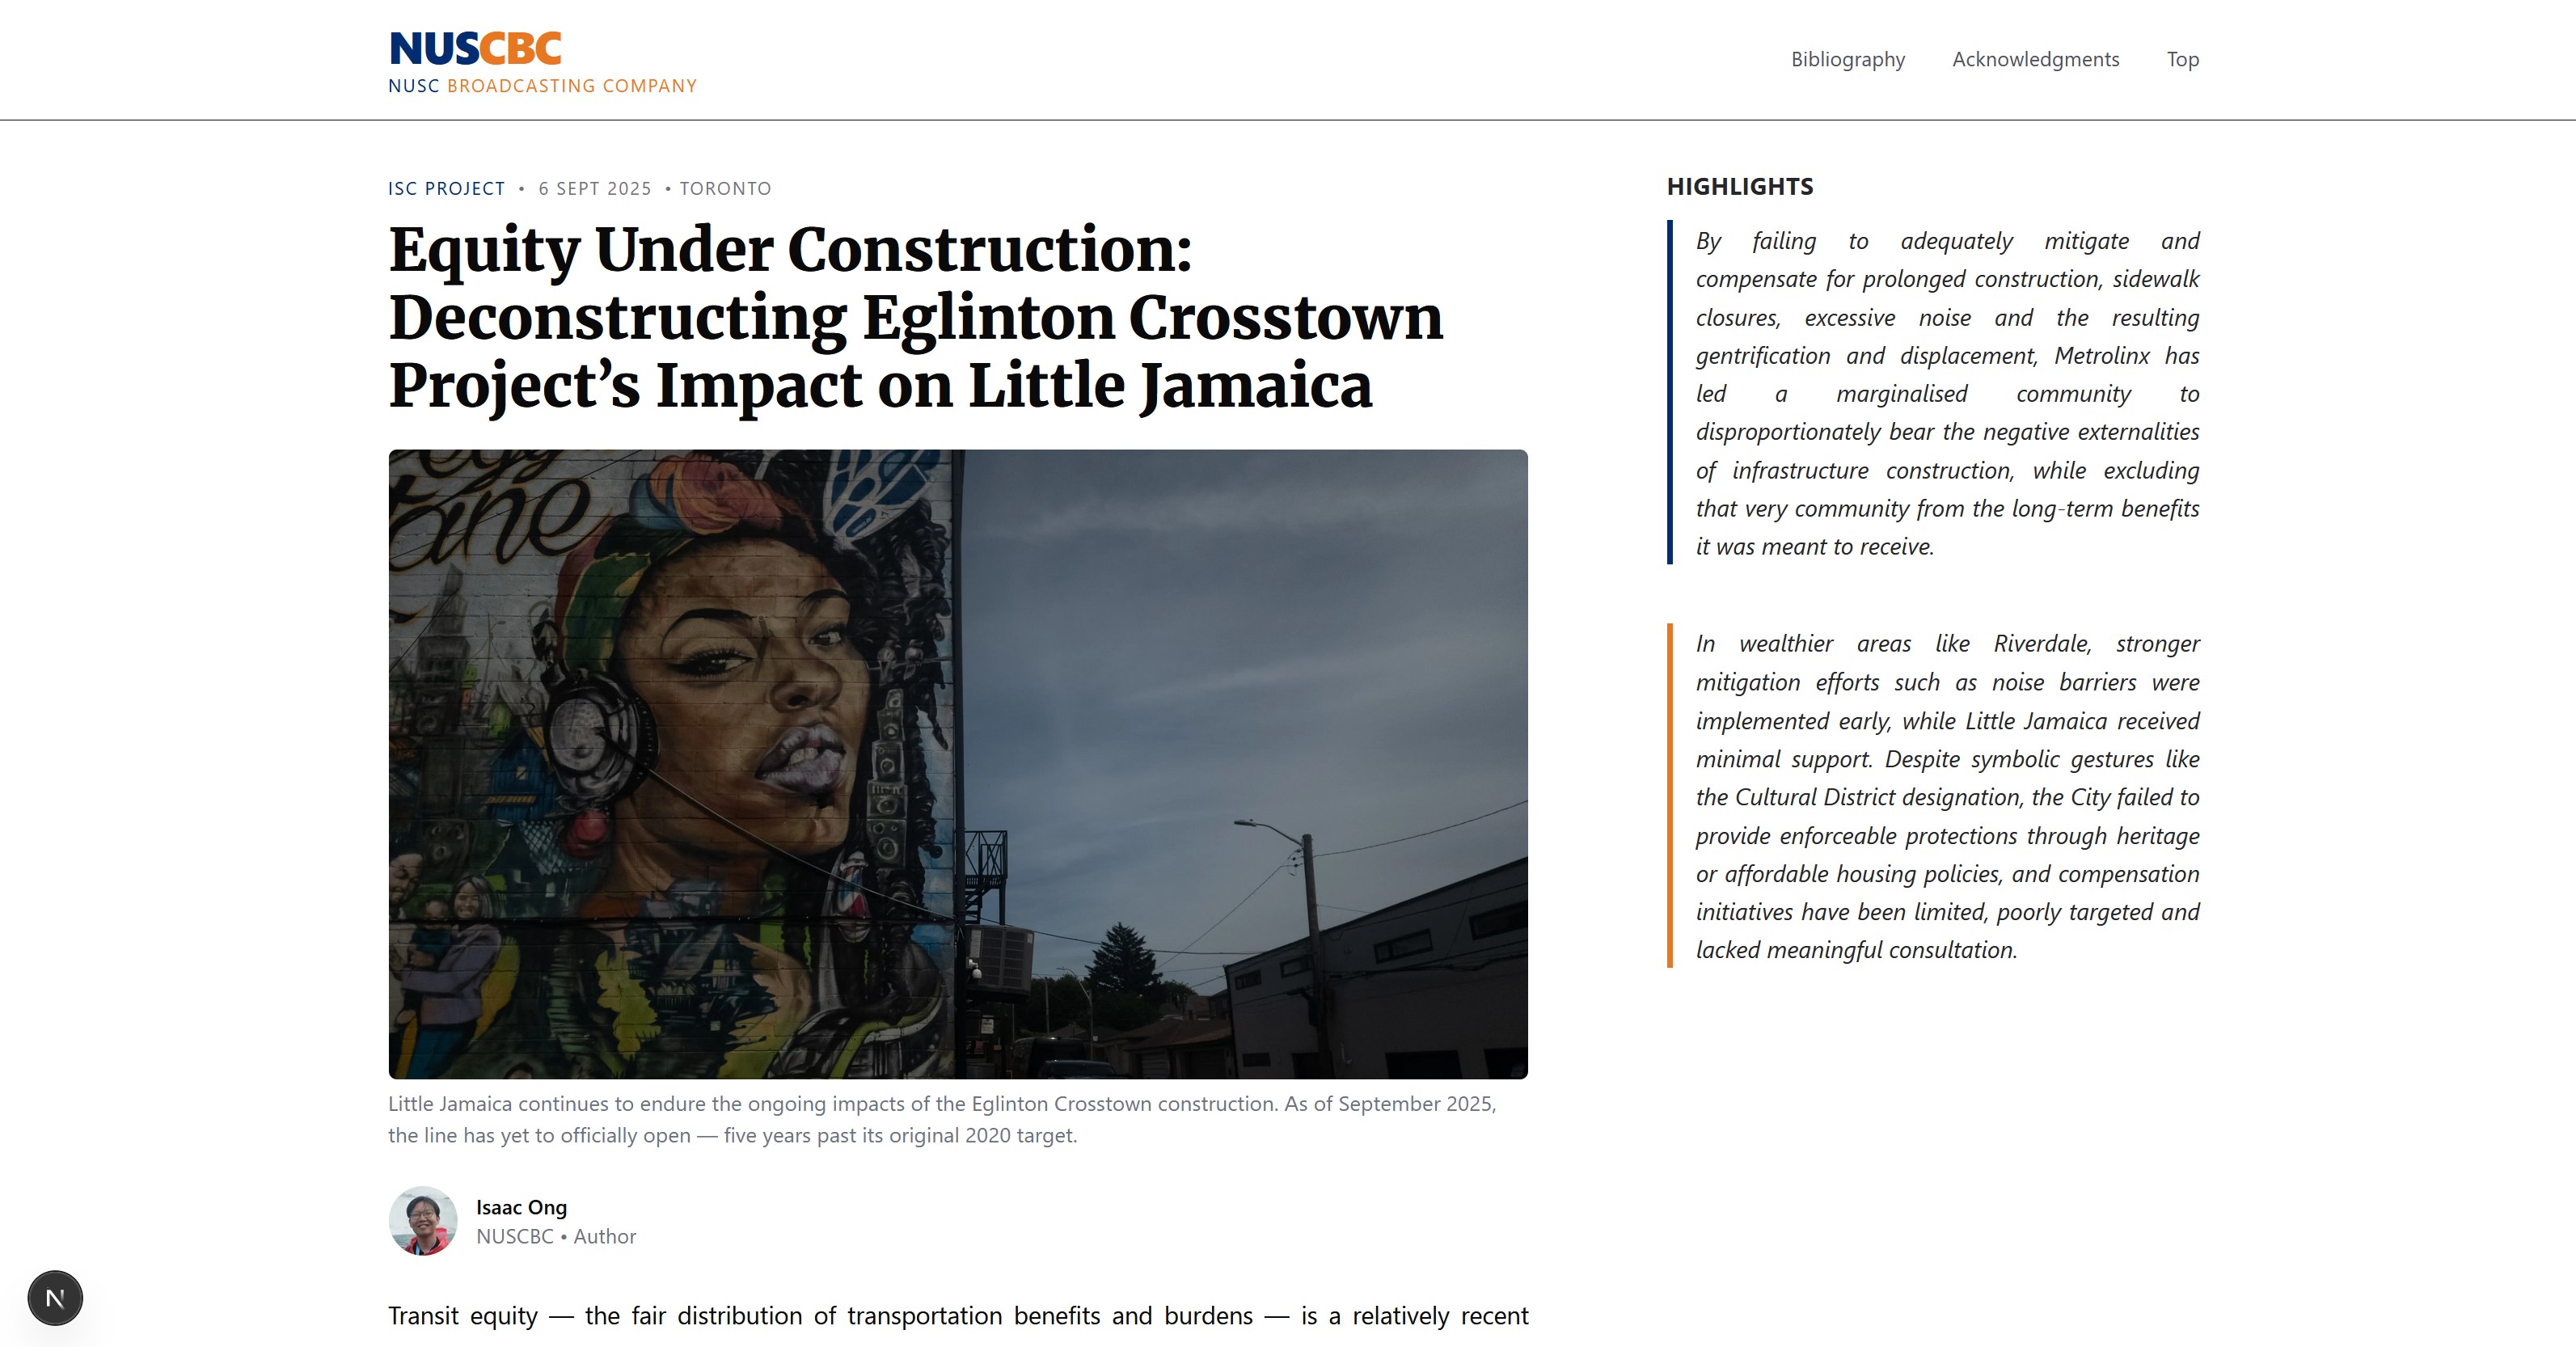 NUSCBC
NUSC BROADCASTING COMPANY
Bibliography Acknowledgments Top
ISC PROJECT • 6 SEPT 2025 • TORONTO
Equity Under Construction:
Deconstructing Eglinton Crosstown
Project’s Impact on Little Jamaica
Little Jamaica continues to endure the ongoing impacts of the Eglinton Crosstown construction. As of September 2025,
the line has yet to officially open — five years past its original 2020 target.
Isaac Ong
NUSCBC • Author
Transit equity — the fair distribution of transportation benefits and burdens — is a relatively recent
HIGHLIGHTS
By failing to adequately mitigate and
compensate for prolonged construction, sidewalk
closures, excessive noise and the resulting
gentrification and displacement, Metrolinx has
led a marginalised community to
disproportionately bear the negative externalities
of infrastructure construction, while excluding
that very community from the long-term benefits
it was meant to receive.
In wealthier areas like Riverdale, stronger
mitigation efforts such as noise barriers were
implemented early, while Little Jamaica received
minimal support. Despite symbolic gestures like
the Cultural District designation, the City failed to
provide enforceable protections through heritage
or affordable housing policies, and compensation
initiatives have been limited, poorly targeted and
lacked meaningful consultation.
N